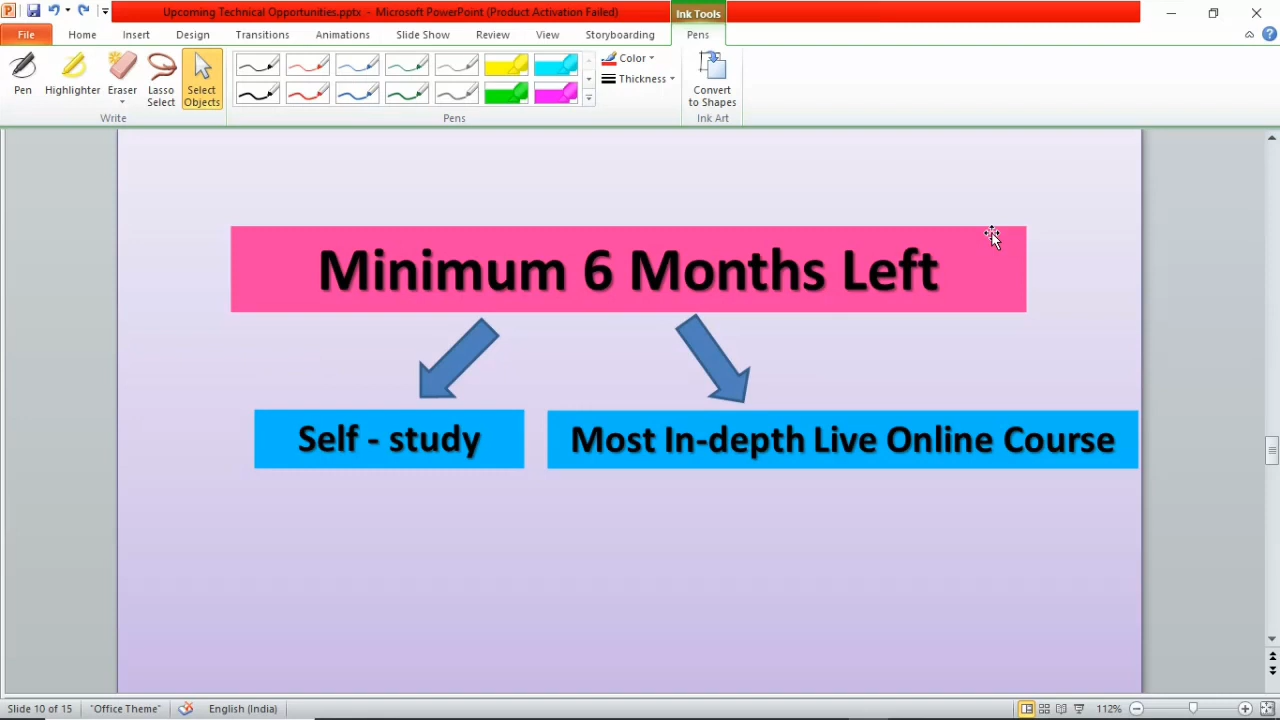 Upcoming Technical Opportunities.pptx - Microsoft PowerPoint (Product Activation Failed)
Ink Tools
File Home Insert Design Transitions Animations Slide Show Review View Storyboarding Pens
Pen
Highlighter
Eraser
Lasso Select
Select Objects
Color
Thickness
Convert to Shapes
Write
Pens
Ink Art
Minimum 6 Months Left
Self - study
Most In-depth Live Online Course
Slide 10 of 15 "Office Theme" English (India) 112%